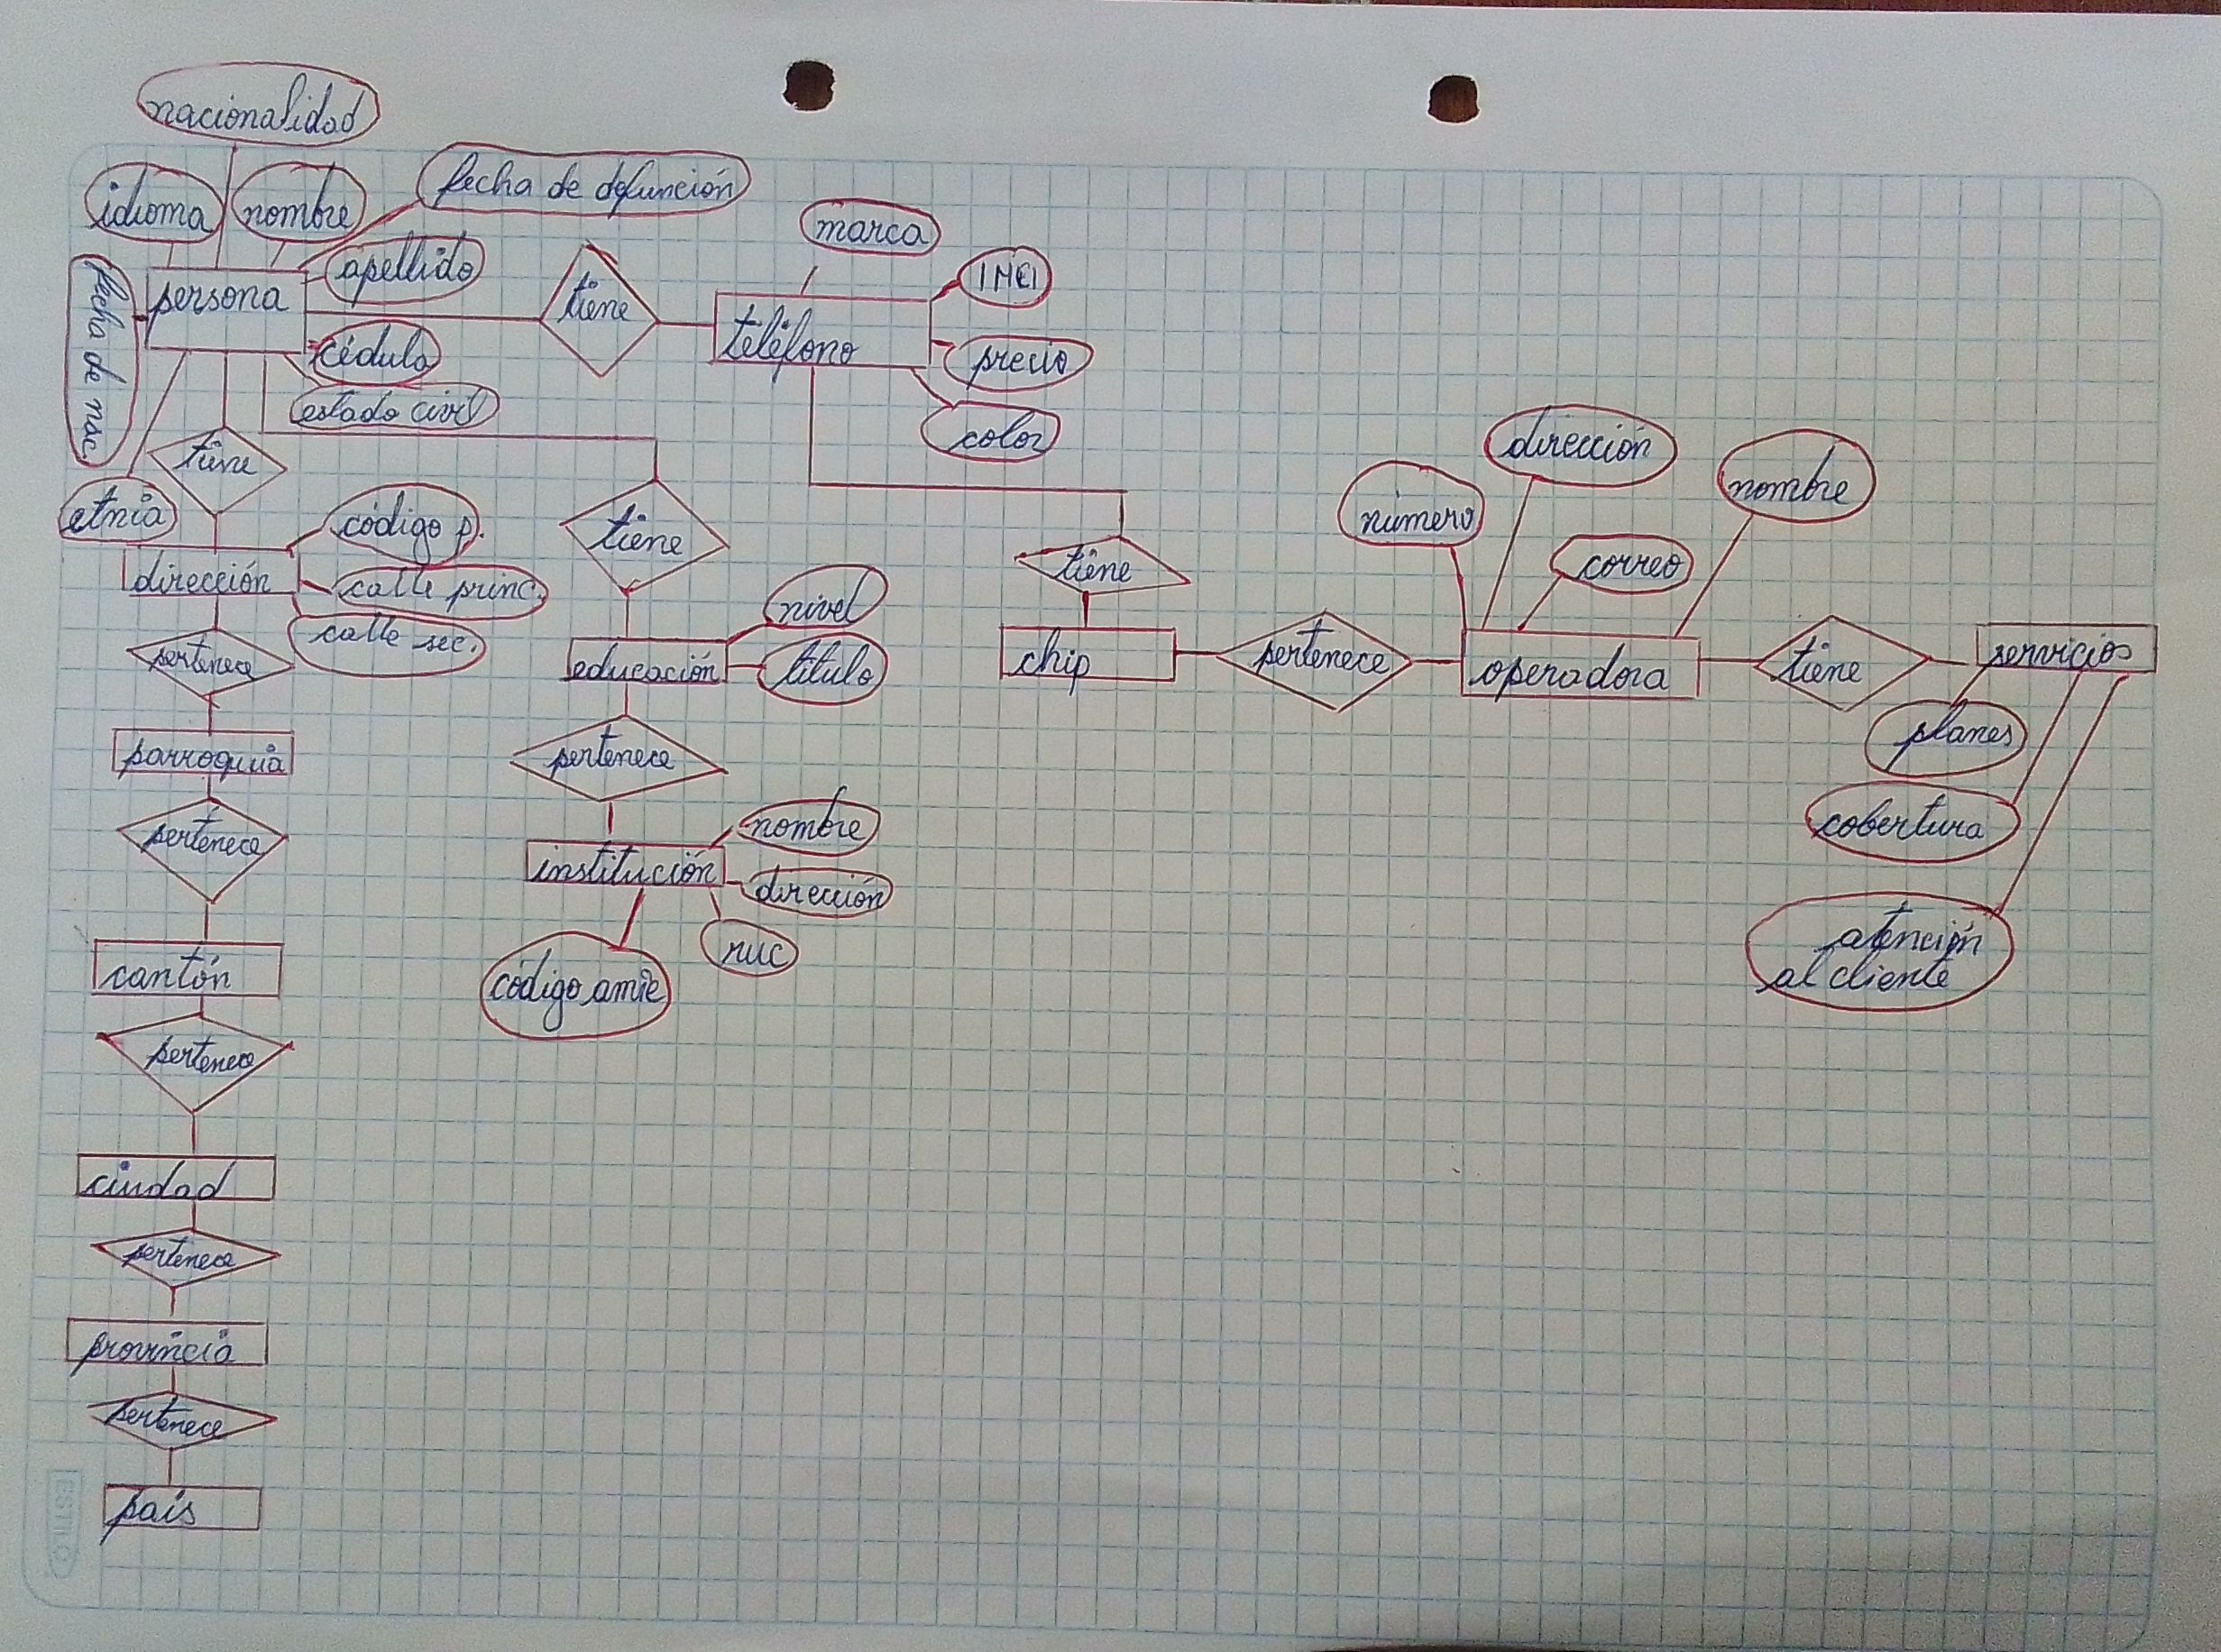 nacionalidad
idioma
nombre
fecha de defunción
apellido
persona
fecha de nac.
cédula
estado civil
etnia
tiene
teléfono
marca
IMEI
precio
color
tiene
dirección
código p.
calle princ.
calle sec.
pertenece
parroquia
pertenece
cantón
pertenece
ciudad
pertenece
provincia
pertenece
país
tiene
educación
nivel
título
pertenece
institución
nombre
dirección
ruc
código amie
tiene
chip
pertenece
operadora
número
dirección
correo
nombre
tiene
servicios
planes
cobertura
atención
al cliente
ESTILO